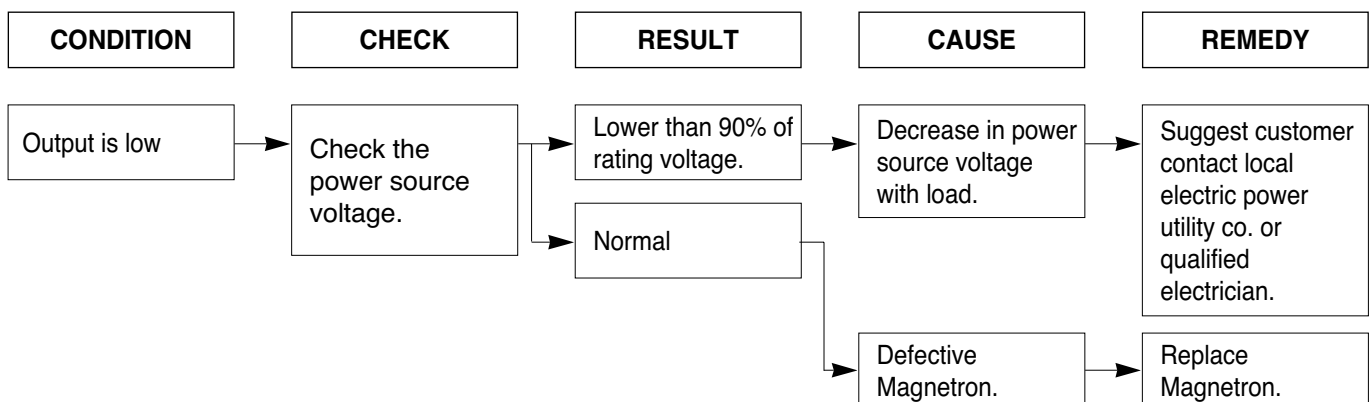 CONDITION
CHECK
RESULT
CAUSE
REMEDY
Output is low
Check the
power source
voltage.
Lower than 90% of
rating voltage.
Decrease in power
source voltage
with load.
Suggest customer
contact local
electric power
utility co. or
qualified
electrician.
Normal
Defective
Magnetron.
Replace
Magnetron.